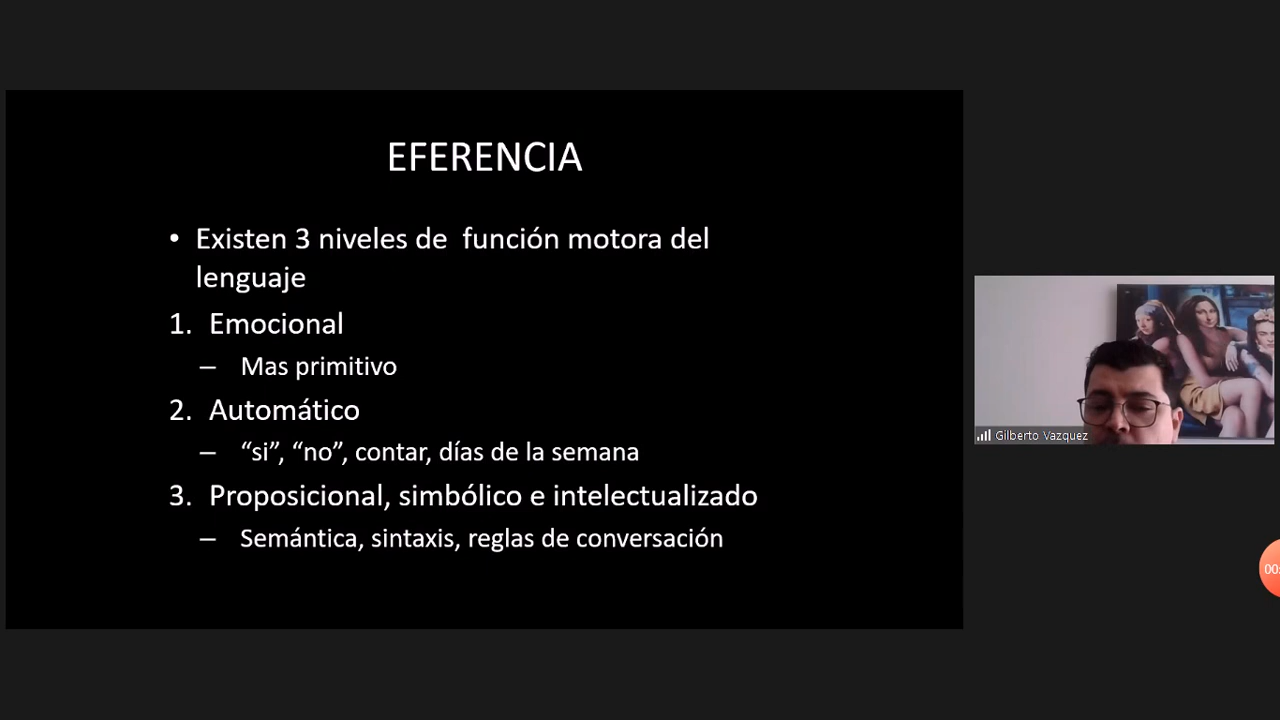 EFERENCIA
• Existen 3 niveles de función motora del
lenguaje
1. Emocional
– Mas primitivo
2. Automático
– “si”, “no”, contar, días de la semana
3. Proposicional, simbólico e intelectualizado
– Semántica, sintaxis, reglas de conversación
Gilberto Vazquez
00: